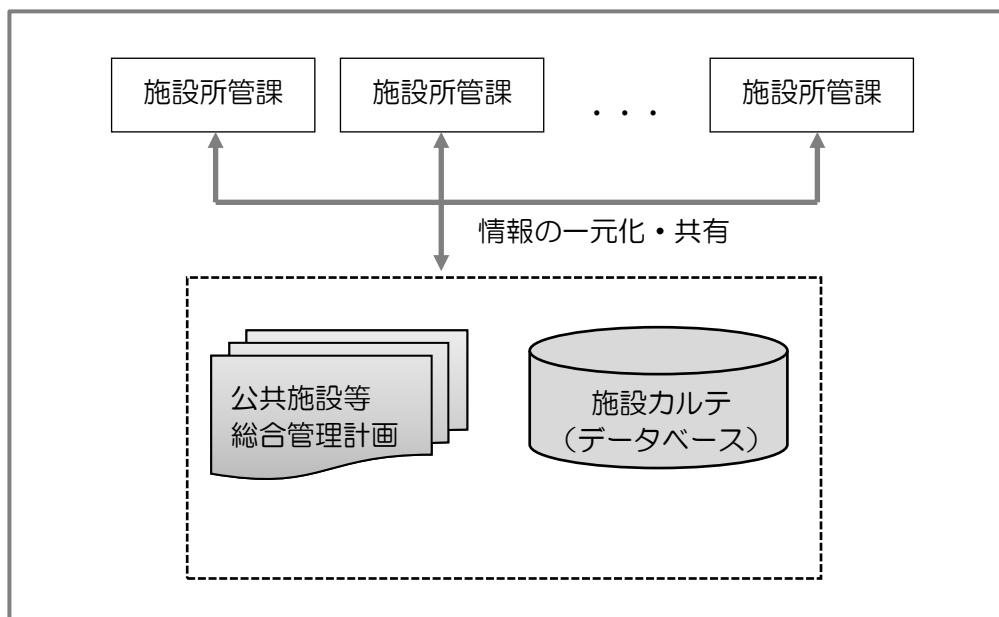 施設所管課
施設所管課
・・・
施設所管課
情報の一元化・共有
公共施設等
総合管理計画
施設カルテ
(データベース)